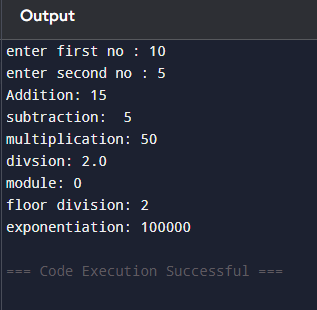 Output
enter first no : 10
enter second no : 5
Addition: 15
subtraction:  5
multiplication: 50
divsion: 2.0
module: 0
floor division: 2
exponentiation: 100000
=== Code Execution Successful ===